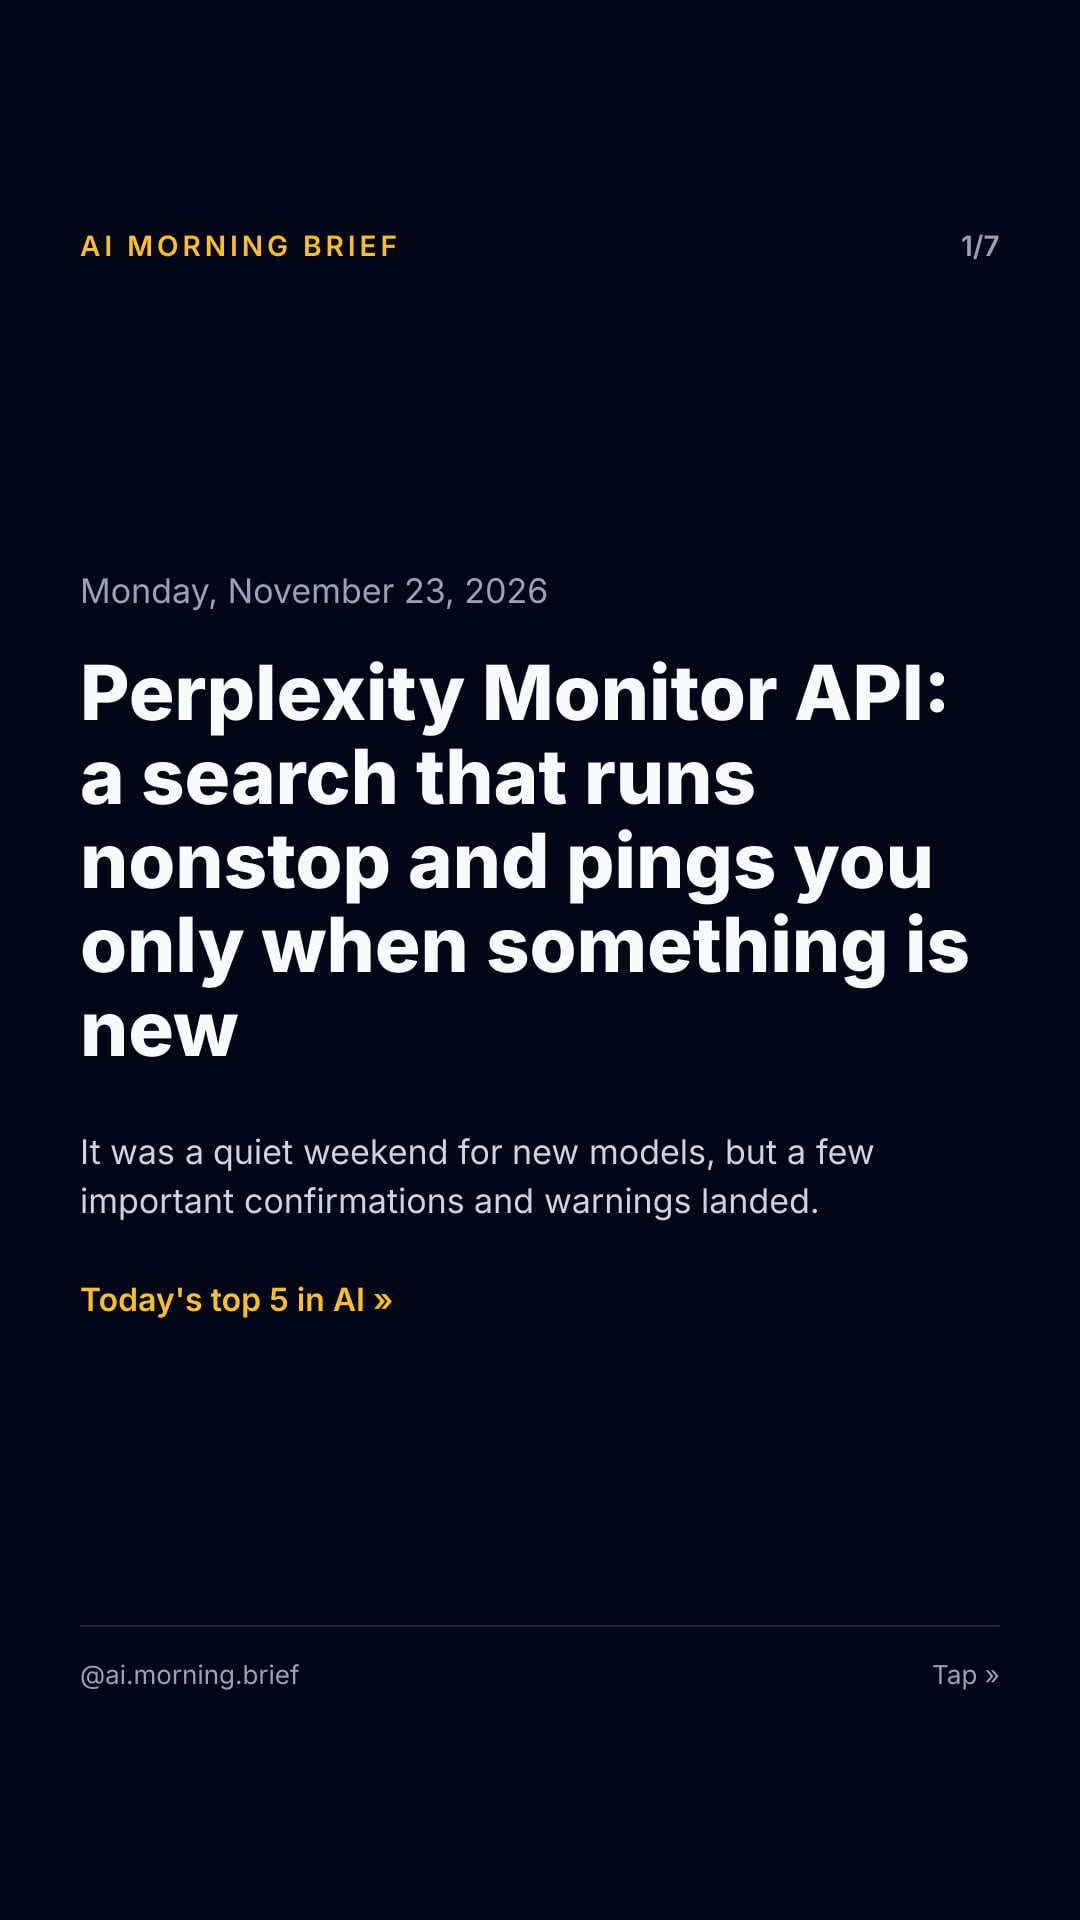 AI MORNING BRIEF
1/7
Monday, November 23, 2026
Perplexity Monitor API:
a search that runs
nonstop and pings you
only when something is
new
It was a quiet weekend for new models, but a few
important confirmations and warnings landed.
Today's top 5 in AI »
@ai.morning.brief
Tap »